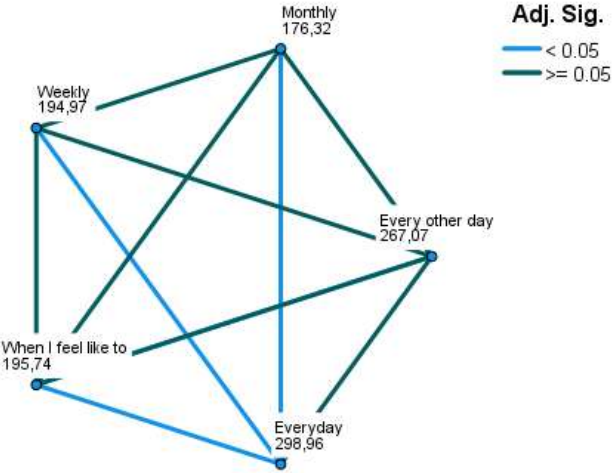 Monthly
176,32
Adj. Sig.
< 0.05
>= 0.05
Weekly
194,97
Every other day
267,07
When I feel like to
195,74
Everyday
298,96